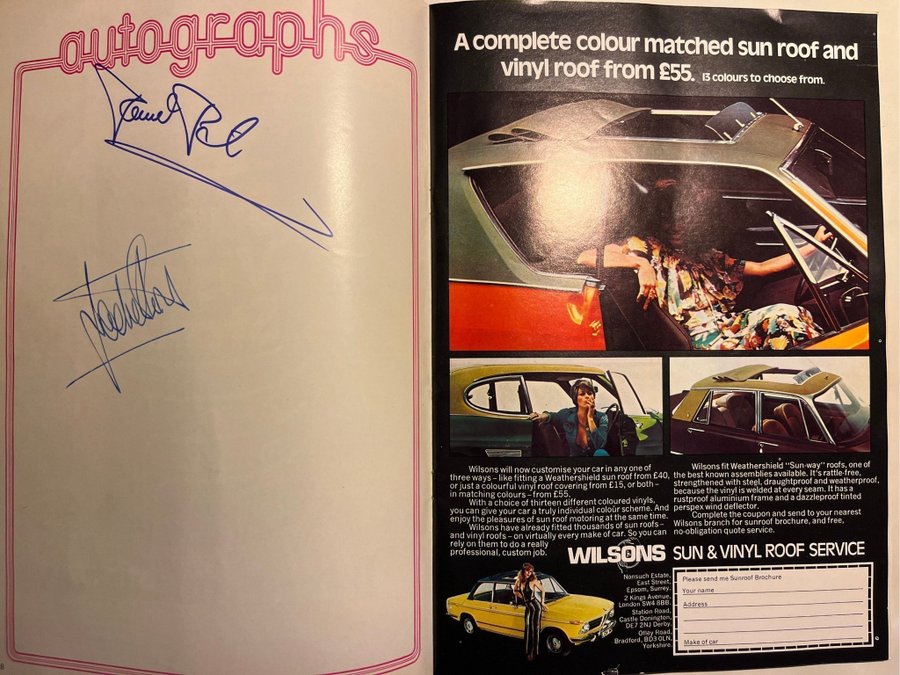 autographs
8
A complete colour matched sun roof and
vinyl roof from £55. 13 colours to choose from.
Wilsons will now customise your car in any one of
three ways – like fitting a Weathershield sun roof from £40,
or just a colourful vinyl roof covering from £15, or both –
in matching colours – from £55.
With a choice of thirteen different coloured vinyls,
you can give your car a truly individual colour scheme. And
enjoy the pleasures of sun roof motoring at the same time.
Wilsons have already fitted thousands of sun roofs –
and vinyl roofs – on virtually every make of car. So you can
rely on them to do a really
professional, custom job.
Wilsons fit Weathershield "Sun-way" roofs, one of
the best known assemblies available. It's rattle-free,
strengthened with steel, draughtproof and weatherproof,
because the vinyl is welded at every seam. It has a
rustproof aluminium frame and a dazzleproof tinted
perspex wind deflector.
Complete the coupon and send to your nearest
Wilsons branch for sunroof brochure, and free,
no-obligation quote service.
WILSONS SUN & VINYL ROOF SERVICE
Nonsuch Estate,
East Street,
Epsom, Surrey.
2 Kings Avenue,
London SW4 8BB.
Station Road,
Castle Donington,
DE7 2NJ Derby.
Otley Road,
Bradford, BD3 0LN,
Yorkshire.
Please send me Sunroof Brochure
Your name
Address
Make of car